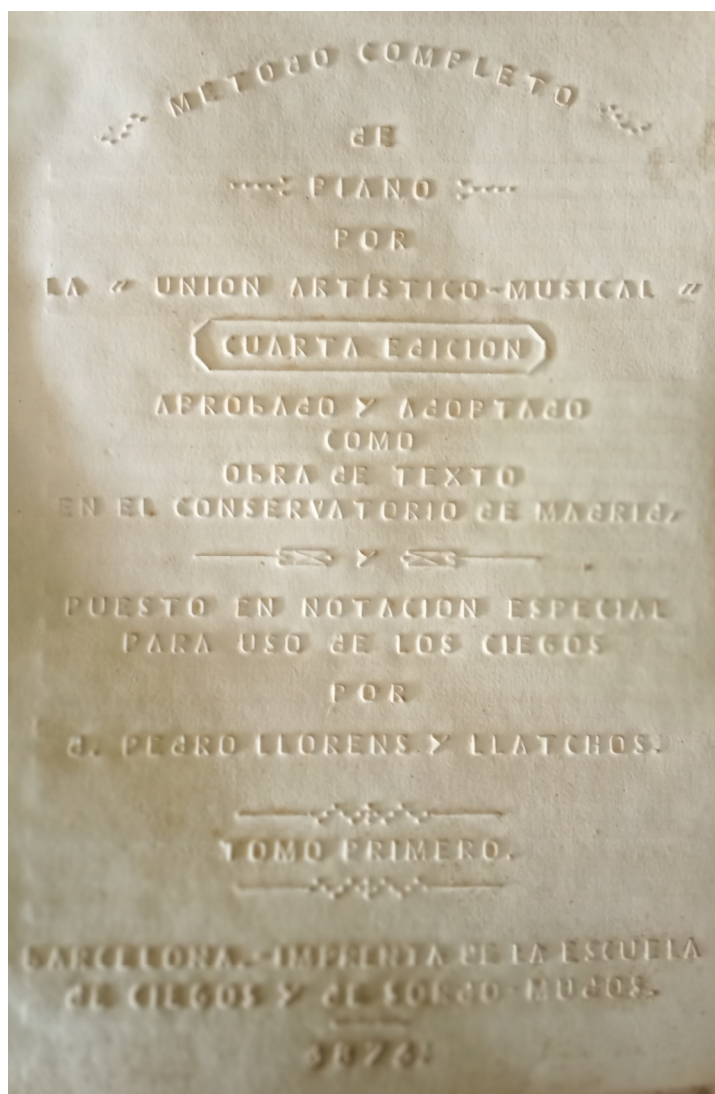 METODO COMPLETO
DE
PIANO
POR
LA “ UNION ARTÍSTICO-MUSICAL “
CUARTA EDICION
APROBADO Y ADOPTADO
COMO
OBRA DE TEXTO
EN EL CONSERVATORIO DE MADRID,
Y
PUESTO EN NOTACION ESPECIAL
PARA USO DE LOS CIEGOS
POR
D. PEDRO LLORENS Y LLATCHOS.
TOMO PRIMERO.
BARCELONA.-IMPRENTA DE LA ESCUELA
DE CIEGOS Y DE SORDO-MUDOS.